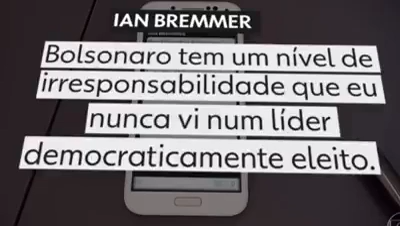 IAN BREMMER
Bolsonaro tem um nível de
irresponsabilidade que eu
nunca vi num líder
democraticamente eleito.